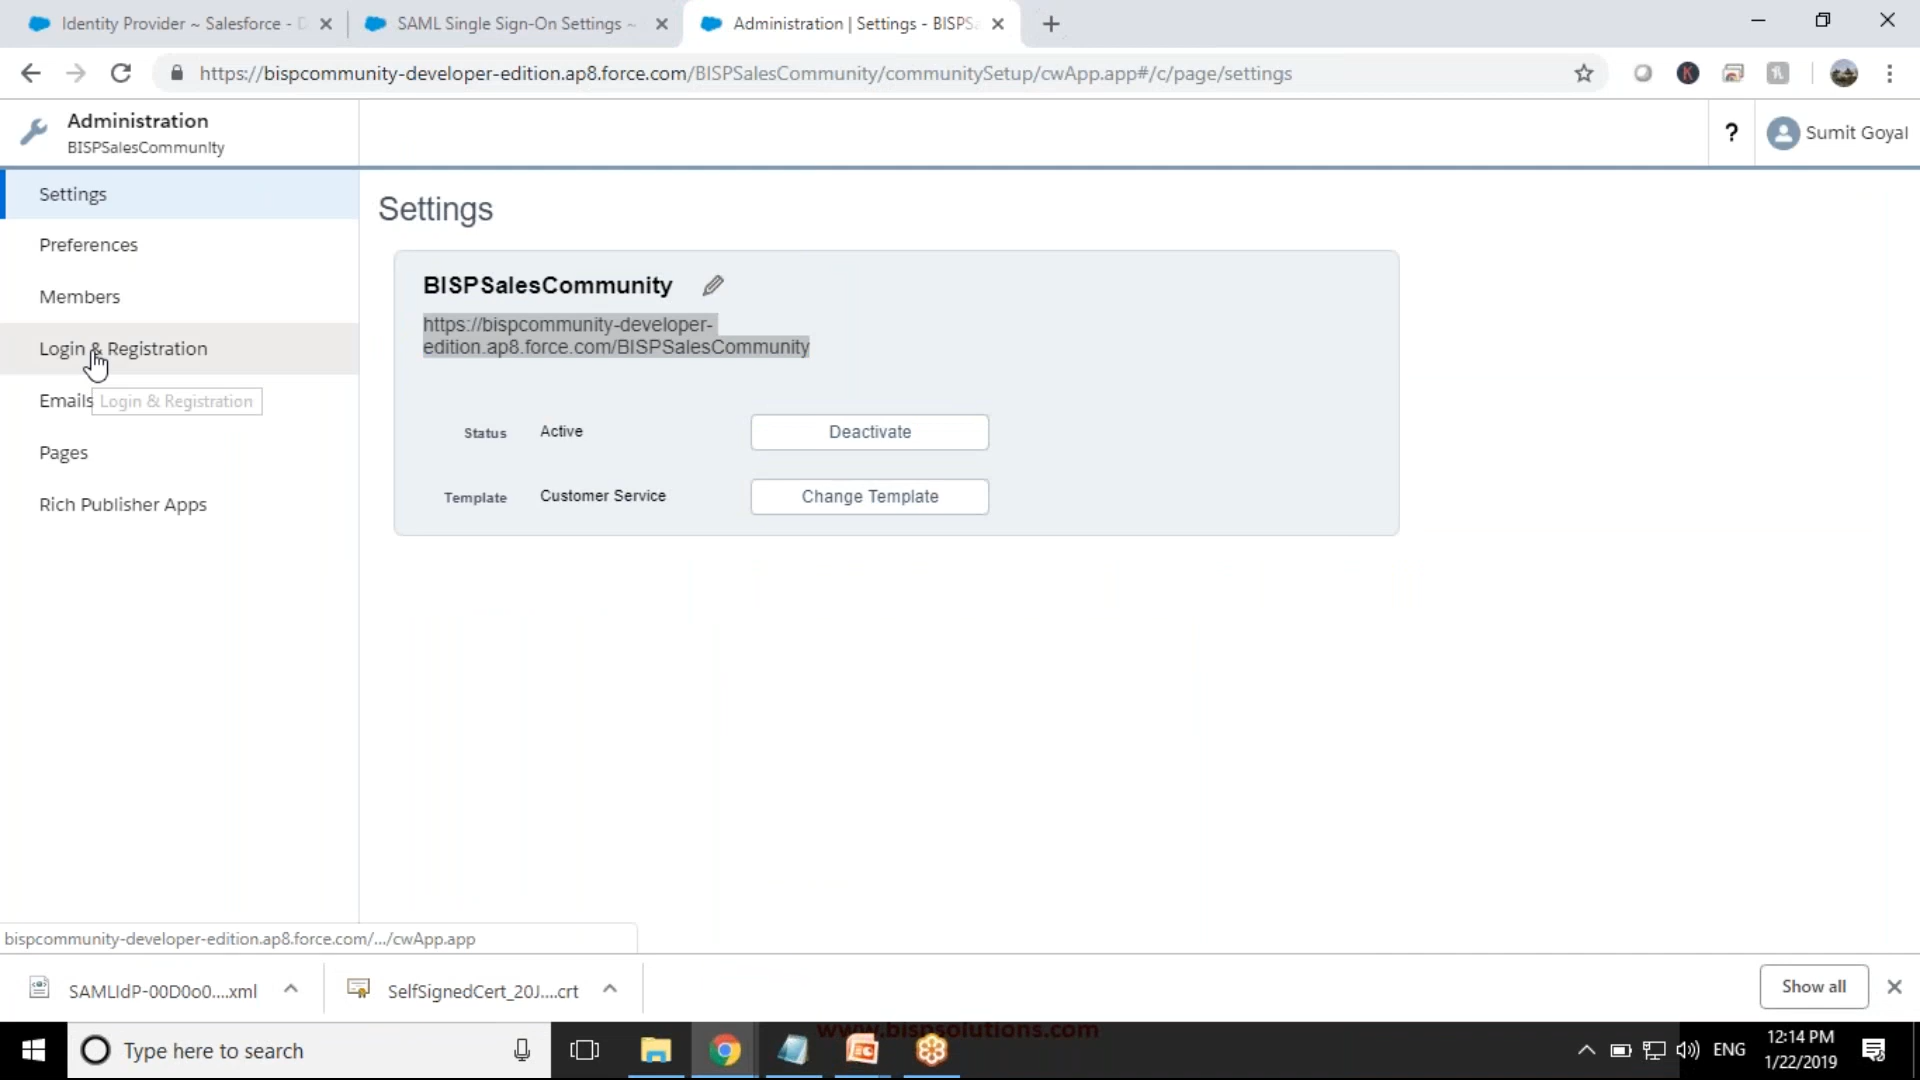 Identity Provider ~ Salesforce - D
SAML Single Sign-On Settings ~
Administration | Settings - BISPSa
https://bispcommunity-developer-edition.ap8.force.com/BISPSalesCommunity/communitySetup/cwApp.app#/c/page/settings
K
Administration
BISPSalesCommunity
?
Sumit Goyal
Settings
Preferences
Members
Login & Registration
Emails
Login & Registration
Pages
Rich Publisher Apps
Settings
BISPSalesCommunity
https://bispcommunity-developer-
edition.ap8.force.com/BISPSalesCommunity
Status
Active
Deactivate
Template
Customer Service
Change Template
bispcommunity-developer-edition.ap8.force.com/.../cwApp.app
SAMLIdP-00D0o0....xml
SelfSignedCert_20J....crt
Show all
www.bispsolutions.com
Type here to search
ENG
12:14 PM
1/22/2019